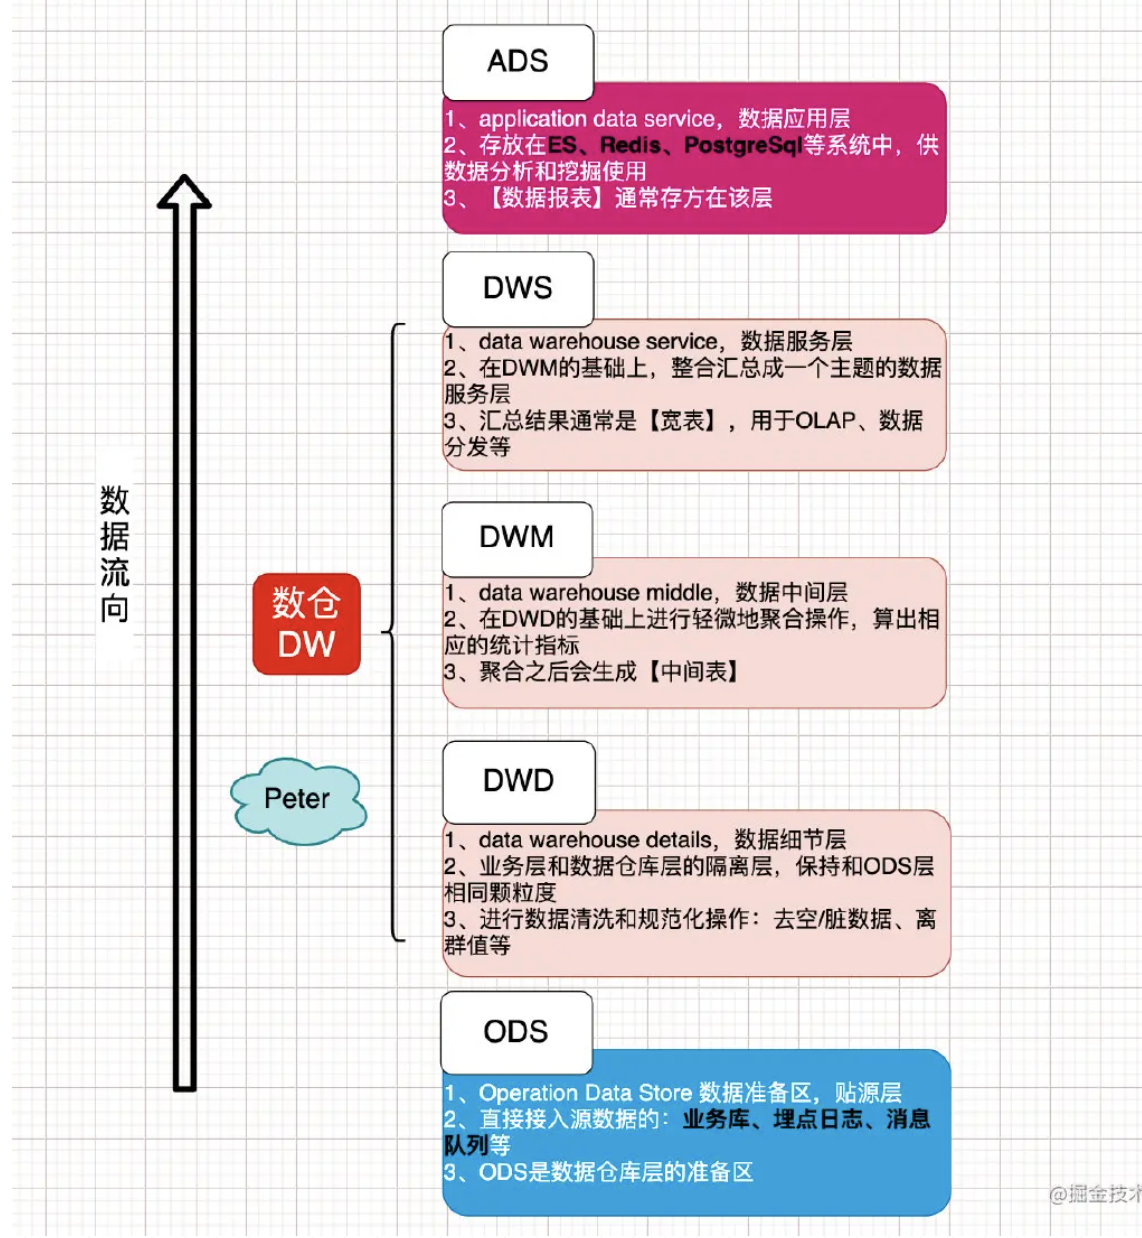 ADS
1、application data service，数据应用层
2、存放在ES、Redis、PostgreSql等系统中，供
数据分析和挖掘使用
3、【数据报表】通常存方在该层
DWS
1、data warehouse service，数据服务层
2、在DWM的基础上，整合汇总成一个主题的数据
服务层
3、汇总结果通常是【宽表】，用于OLAP、数据
分发等
数据流向
DWM
数仓
DW
1、data warehouse middle，数据中间层
2、在DWD的基础上进行轻微地聚合操作，算出相
应的统计指标
3、聚合之后会生成【中间表】
Peter
DWD
1、data warehouse details，数据细节层
2、业务层和数据仓库层的隔离层，保持和ODS层
相同颗粒度
3、进行数据清洗和规范化操作：去空/脏数据、离
群值等
ODS
1、Operation Data Store 数据准备区，贴源层
2、直接接入源数据的：业务库、埋点日志、消息
队列等
3、ODS是数据仓库层的准备区
@掘金技术